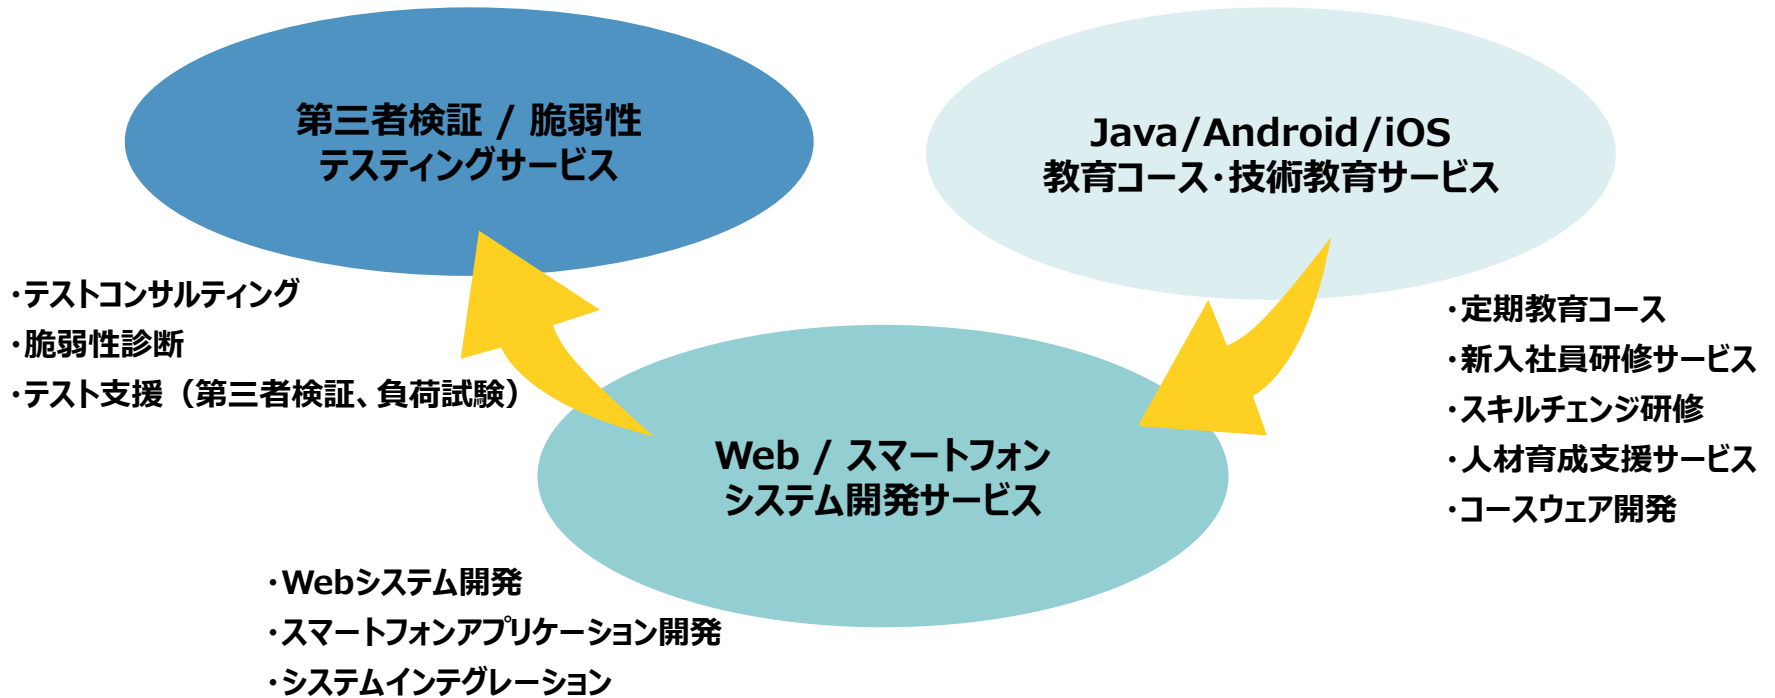 第三者検証 / 脆弱性
テスティングサービス
Java/Android/iOS
教育コース・技術教育サービス
・テストコンサルティング
・脆弱性診断
・テスト支援（第三者検証、負荷試験）
・定期教育コース
・新入社員研修サービス
・スキルチェンジ研修
・人材育成支援サービス
・コースウェア開発
Web / スマートフォン
システム開発サービス
・Webシステム開発
・スマートフォンアプリケーション開発
・システムインテグレーション